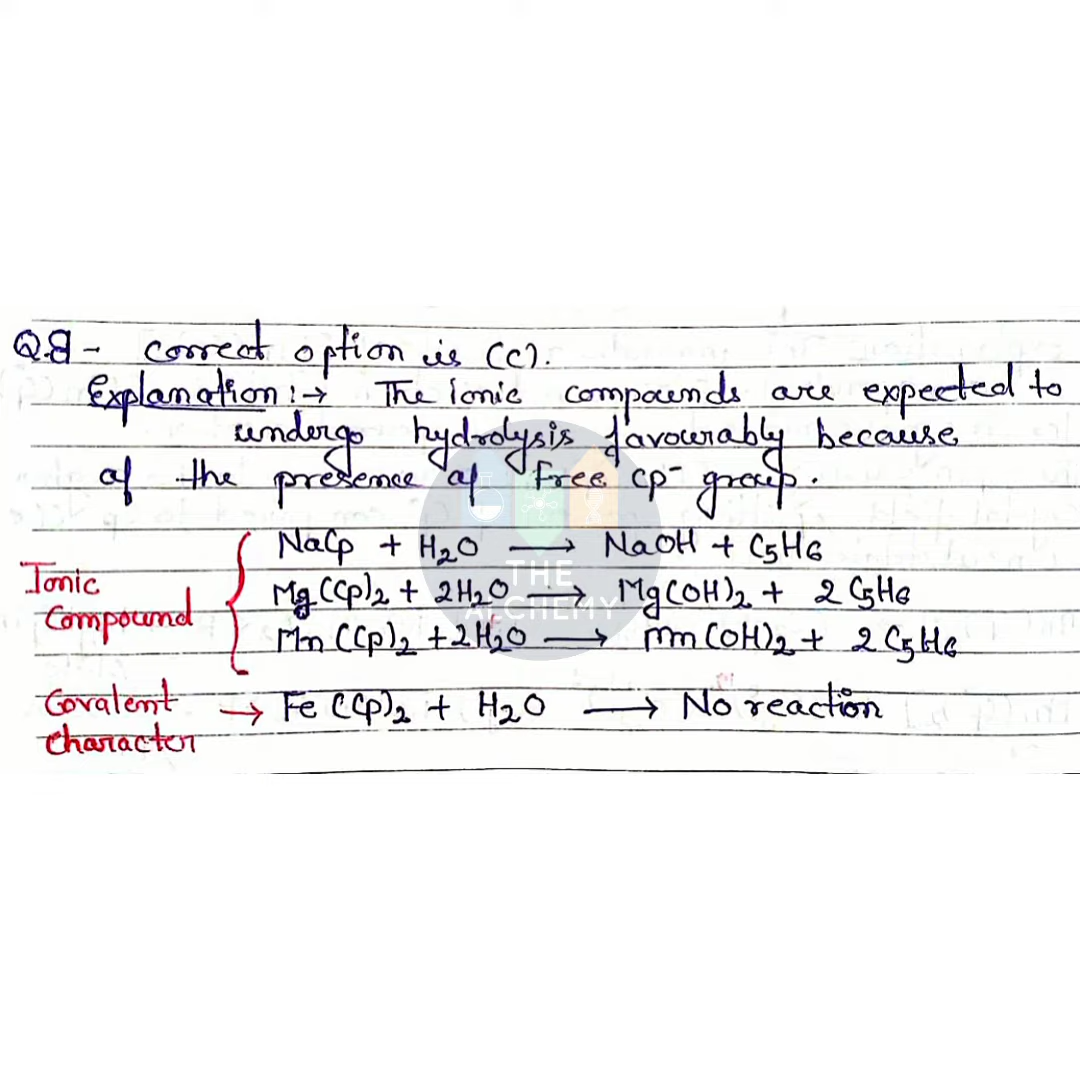 Q.8 - correct option is (c).
Explanation :→ The ionic compounds are expected to
undergo hydrolysis favourably because
of the presence of free cp⁻ group.
NaCp + H₂O → NaOH + C₅H₆
Ionic
Mg(Cp)₂ + 2H₂O → Mg(OH)₂ + 2 C₅H₆
Compound
Mn(Cp)₂ + 2H₂O → Mn(OH)₂ + 2 C₅H₆
THE
ALCHEMY
Covalent → Fe(Cp)₂ + H₂O → No reaction
Character